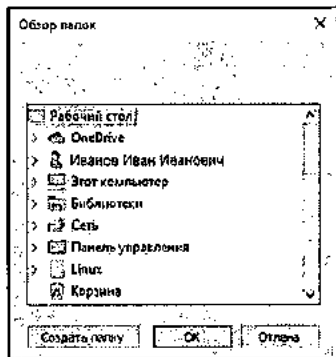 Обзор папок
Рабочий стол
OneDrive
Иванов Иван Иванович
Этот компьютер
Библиотеки
Сеть
Панель управления
Linux
Корзина
Создать папку
OK
Отмена